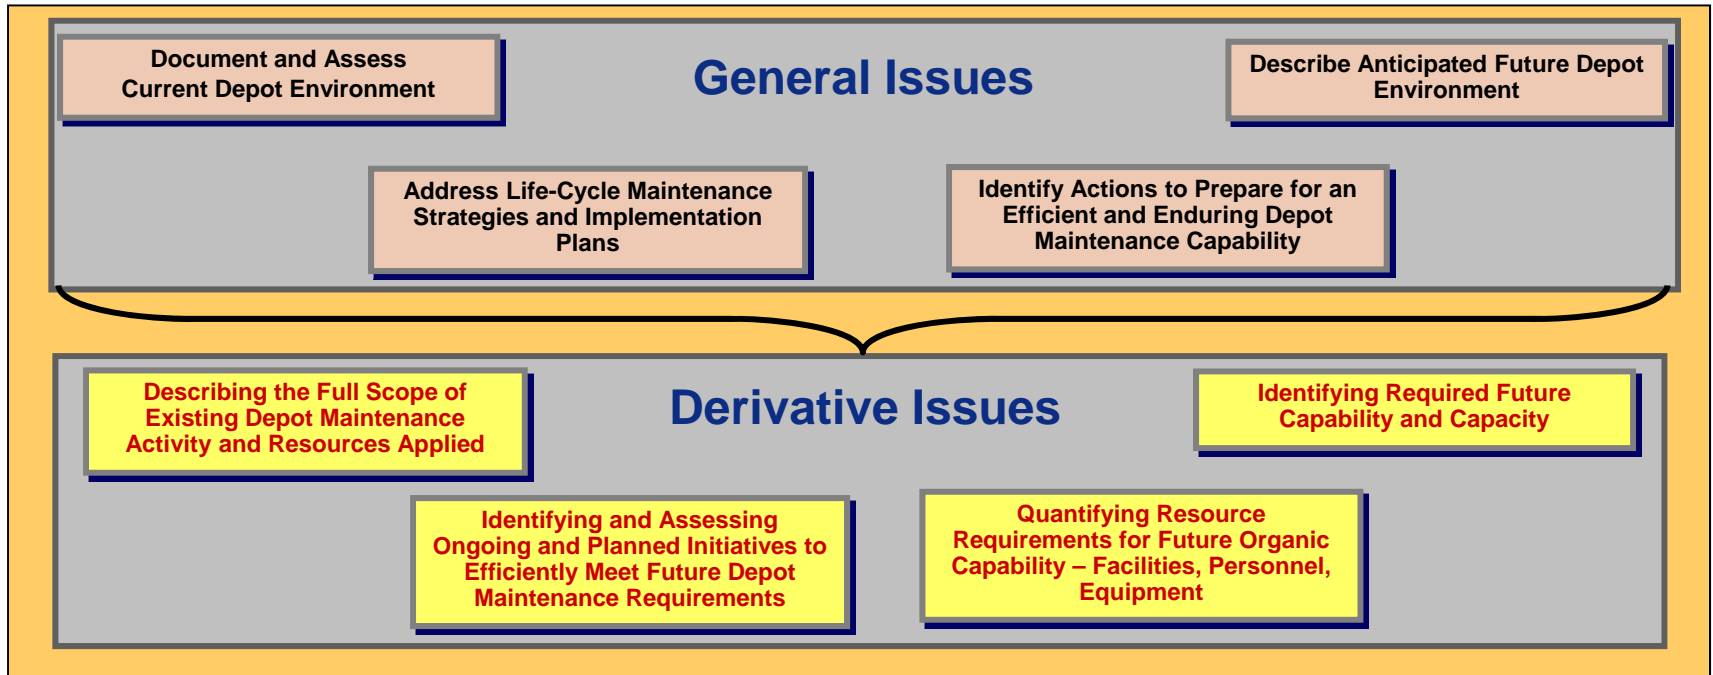 General Issues
Document and Assess
Current Depot Environment
Describe Anticipated Future Depot
Environment
Address Life-Cycle Maintenance
Strategies and Implementation
Plans
Identify Actions to Prepare for an
Efficient and Enduring Depot
Maintenance Capability
Derivative Issues
Describing the Full Scope of
Existing Depot Maintenance
Activity and Resources Applied
Identifying Required Future
Capability and Capacity
Identifying and Assessing
Ongoing and Planned Initiatives to
Efficiently Meet Future Depot
Maintenance Requirements
Quantifying Resource
Requirements for Future Organic
Capability – Facilities, Personnel,
Equipment